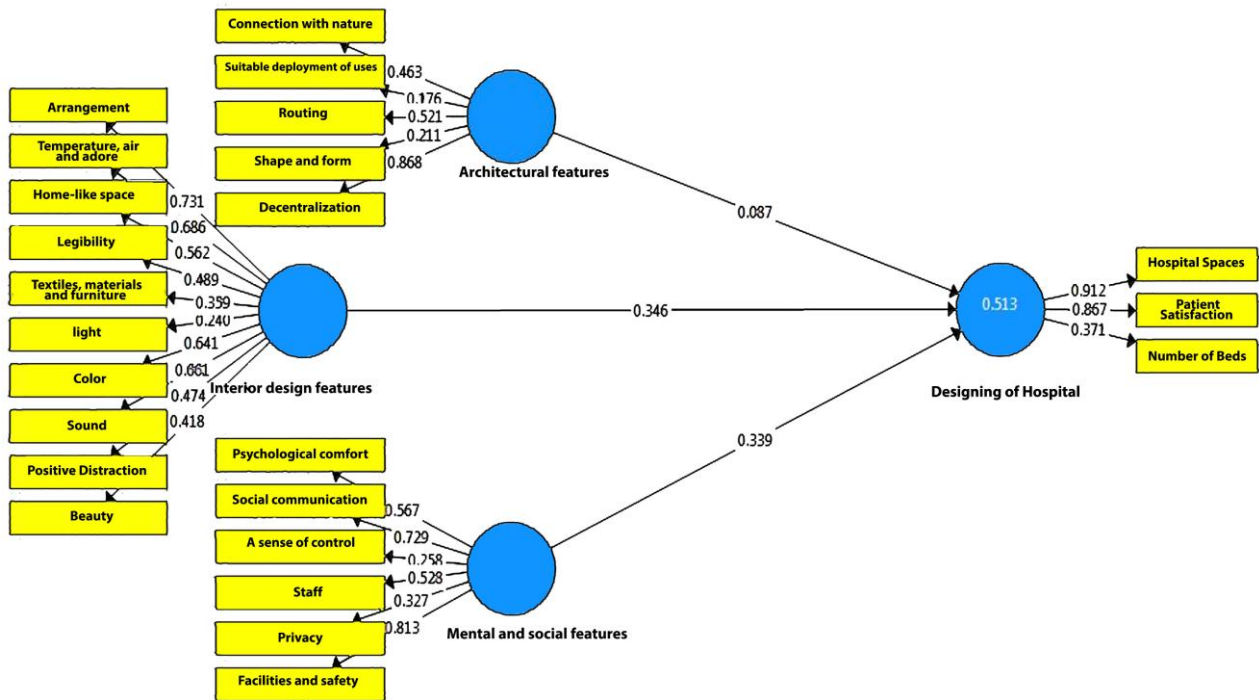 Connection with nature
Suitable deployment of uses
Routing
Shape and form
Decentralization
0.463
0.176
0.521
0.211
0.868
Architectural features
0.087
Arrangement
Temperature, air
and adore
Home-like space
Legibility
Textiles, materials
and furniture
light
Color
Sound
Positive Distraction
Beauty
0.731
0.686
0.562
0.489
0.359
0.240
0.641
0.661
0.474
0.418
Interior design features
0.346
Psychological comfort
Social communication
A sense of control
Staff
Privacy
Facilities and safety
0.567
0.729
0.258
0.528
0.327
0.813
Mental and social features
0.339
0.513
Designing of Hospital
0.912
0.867
0.371
Hospital Spaces
Patient
Satisfaction
Number of Beds